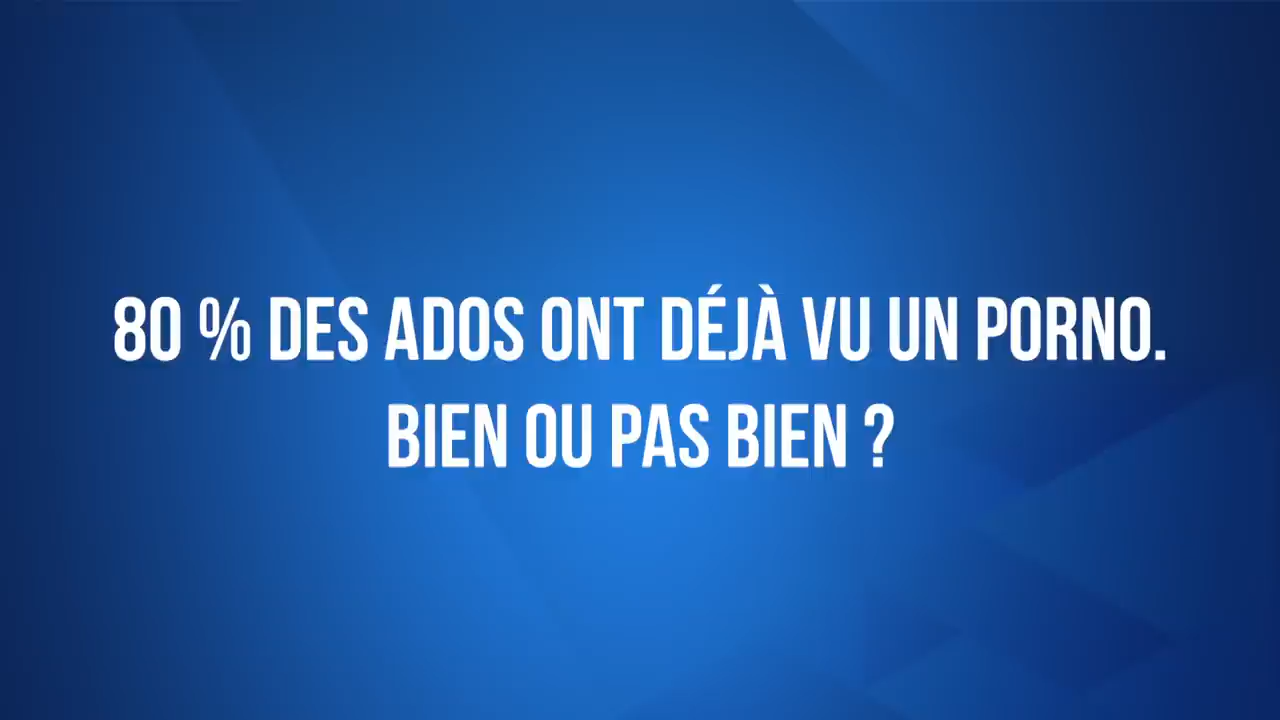 80 % DES ADOS ONT DÉJÀ VU UN PORNO.
BIEN OU PAS BIEN ?